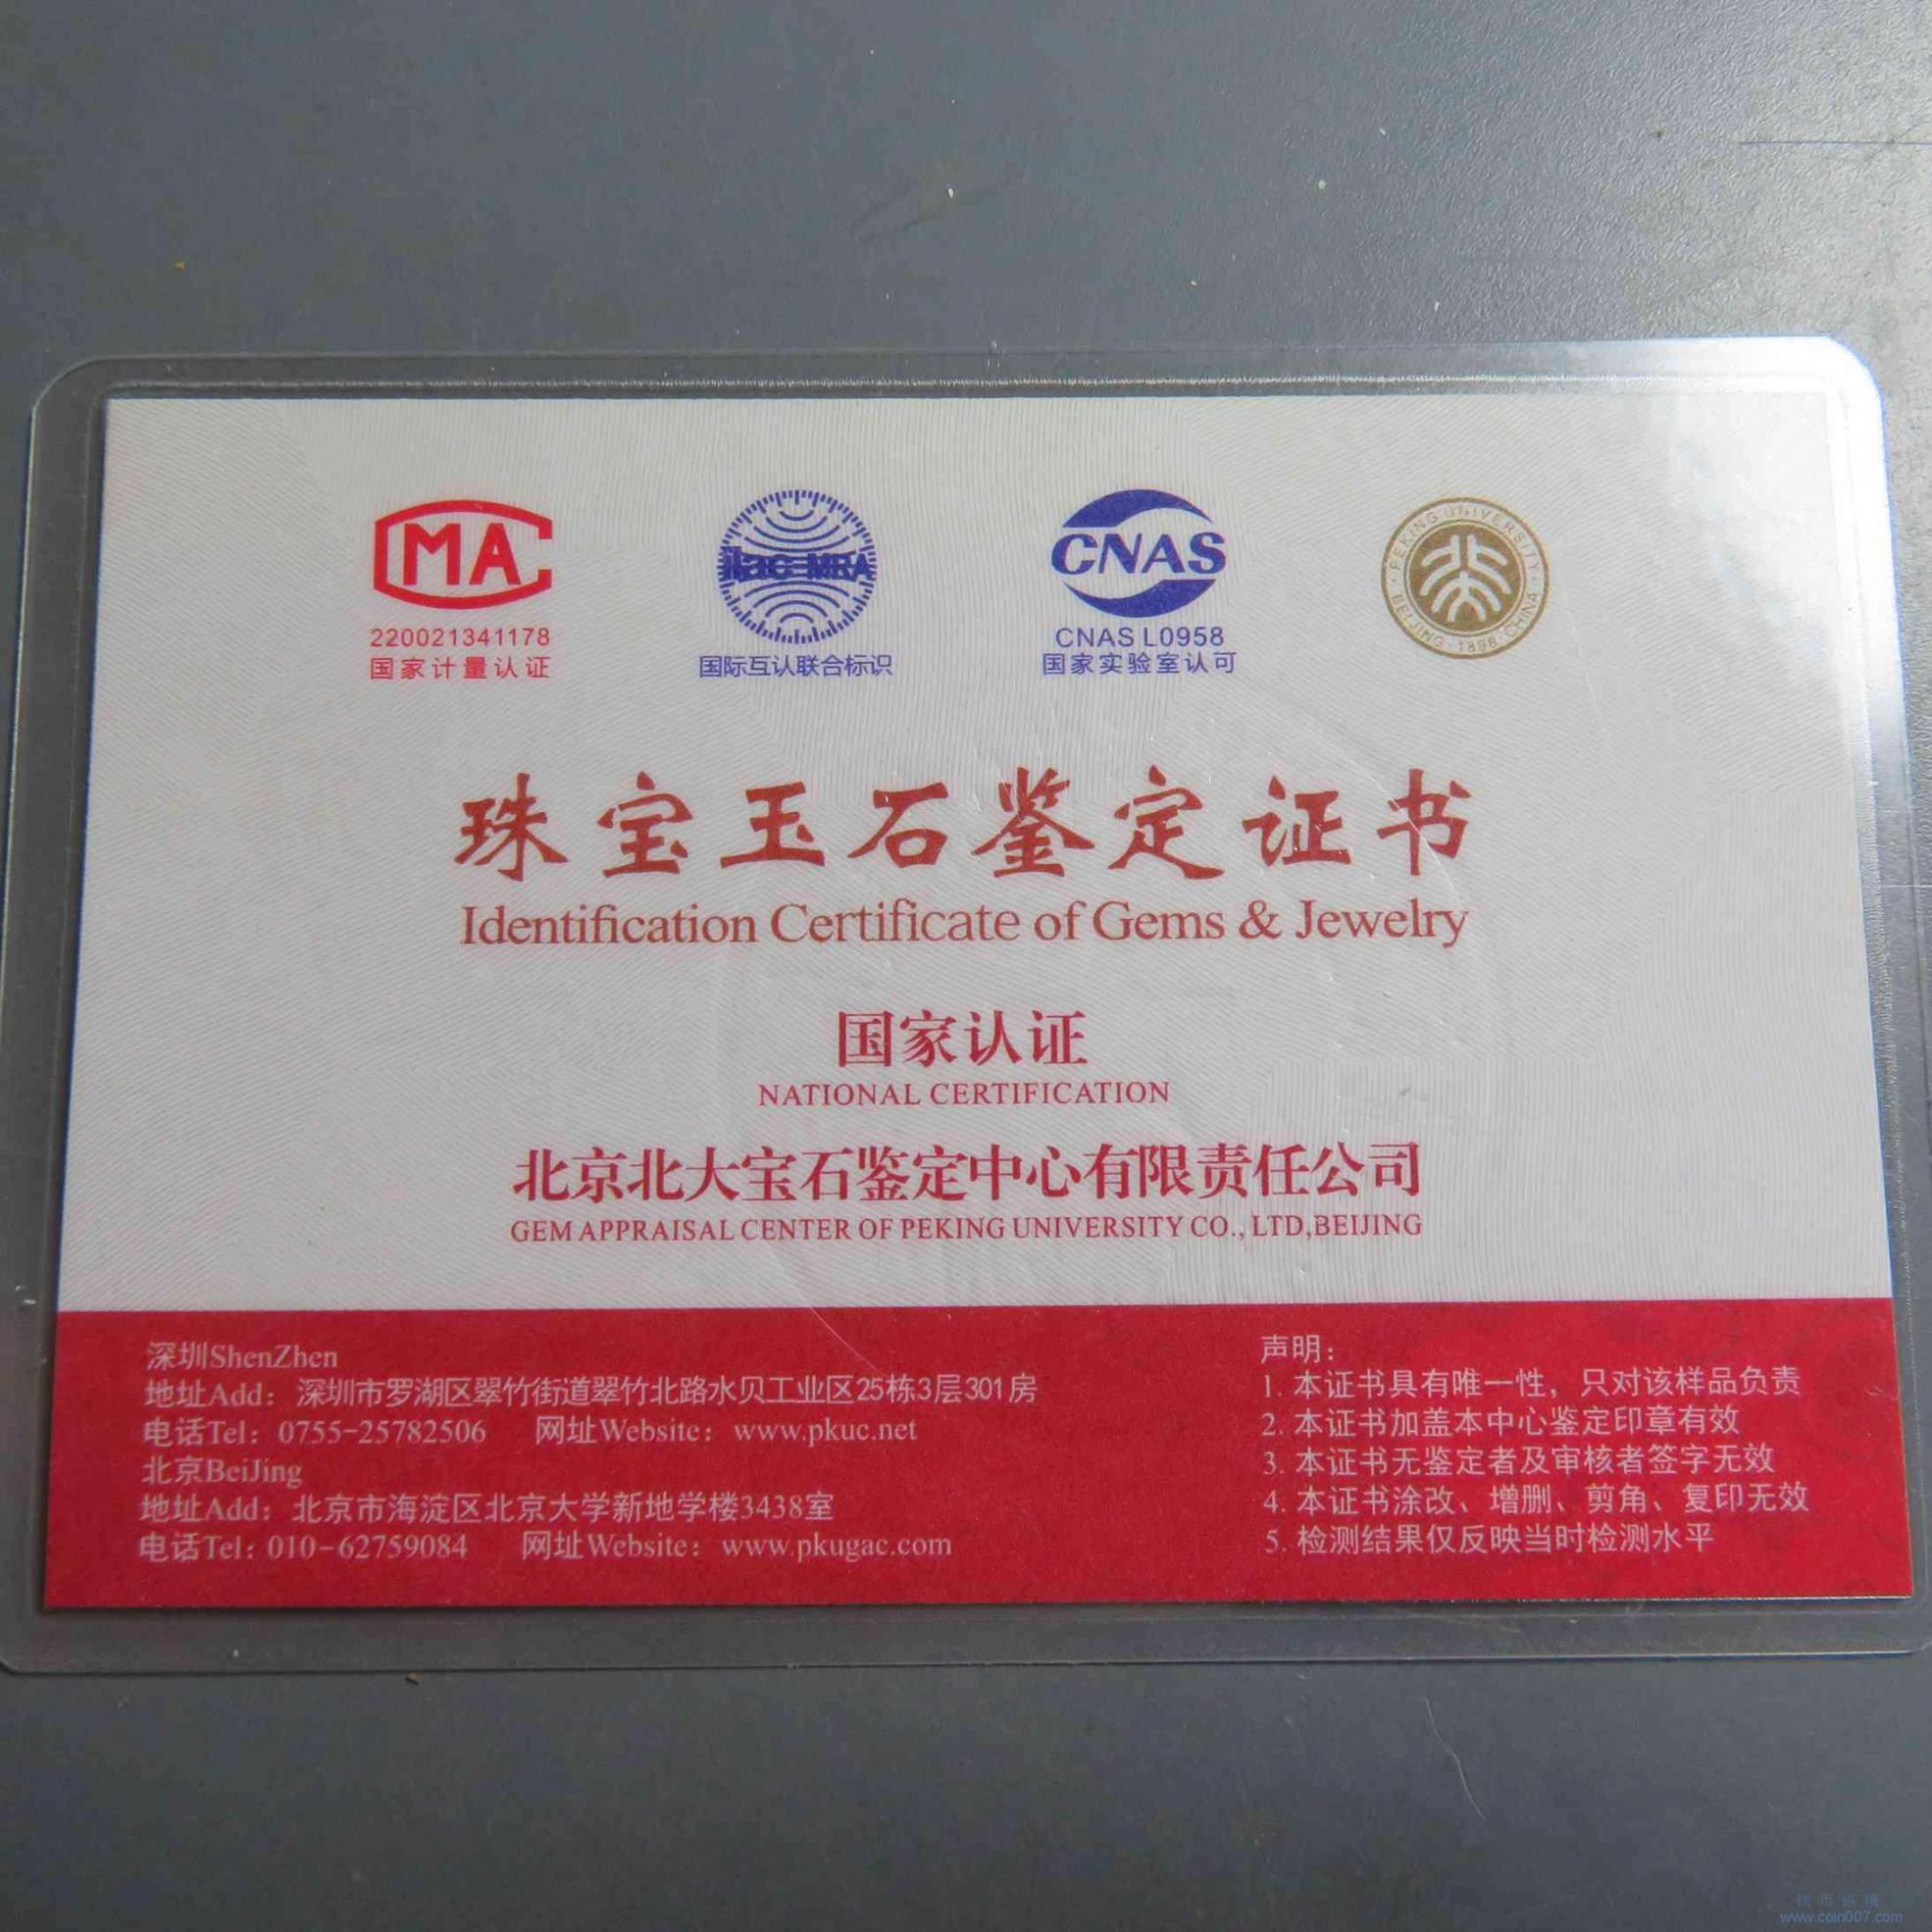 MA
ilac-MRA
CNAS
PEKING UNIVERSITY
BEIJING·1898·CHINA
220021341178
国家计量认证
国际互认联合标识
CNAS L0958
国家实验室认可
珠宝玉石鉴定证书
Identification Certificate of Gems & Jewelry
国家认证
NATIONAL CERTIFICATION
北京北大宝石鉴定中心有限责任公司
GEM APPRAISAL CENTER OF PEKING UNIVERSITY CO., LTD,BEIJING
深圳ShenZhen
地址Add：深圳市罗湖区翠竹街道翠竹北路水贝工业区25栋3层301房
电话Tel：0755-25782506 网址Website：www.pkuc.net
北京BeiJing
地址Add：北京市海淀区北京大学新地学楼3438室
电话Tel：010-62759084 网址Website：www.pkugac.com
声明：
1. 本证书具有唯一性，只对该样品负责
2. 本证书加盖本中心鉴定印章有效
3. 本证书无鉴定者及审核者签字无效
4. 本证书涂改、增删、剪角、复印无效
5. 检测结果仅反映当时检测水平
钱币纵横
www.coin007.com